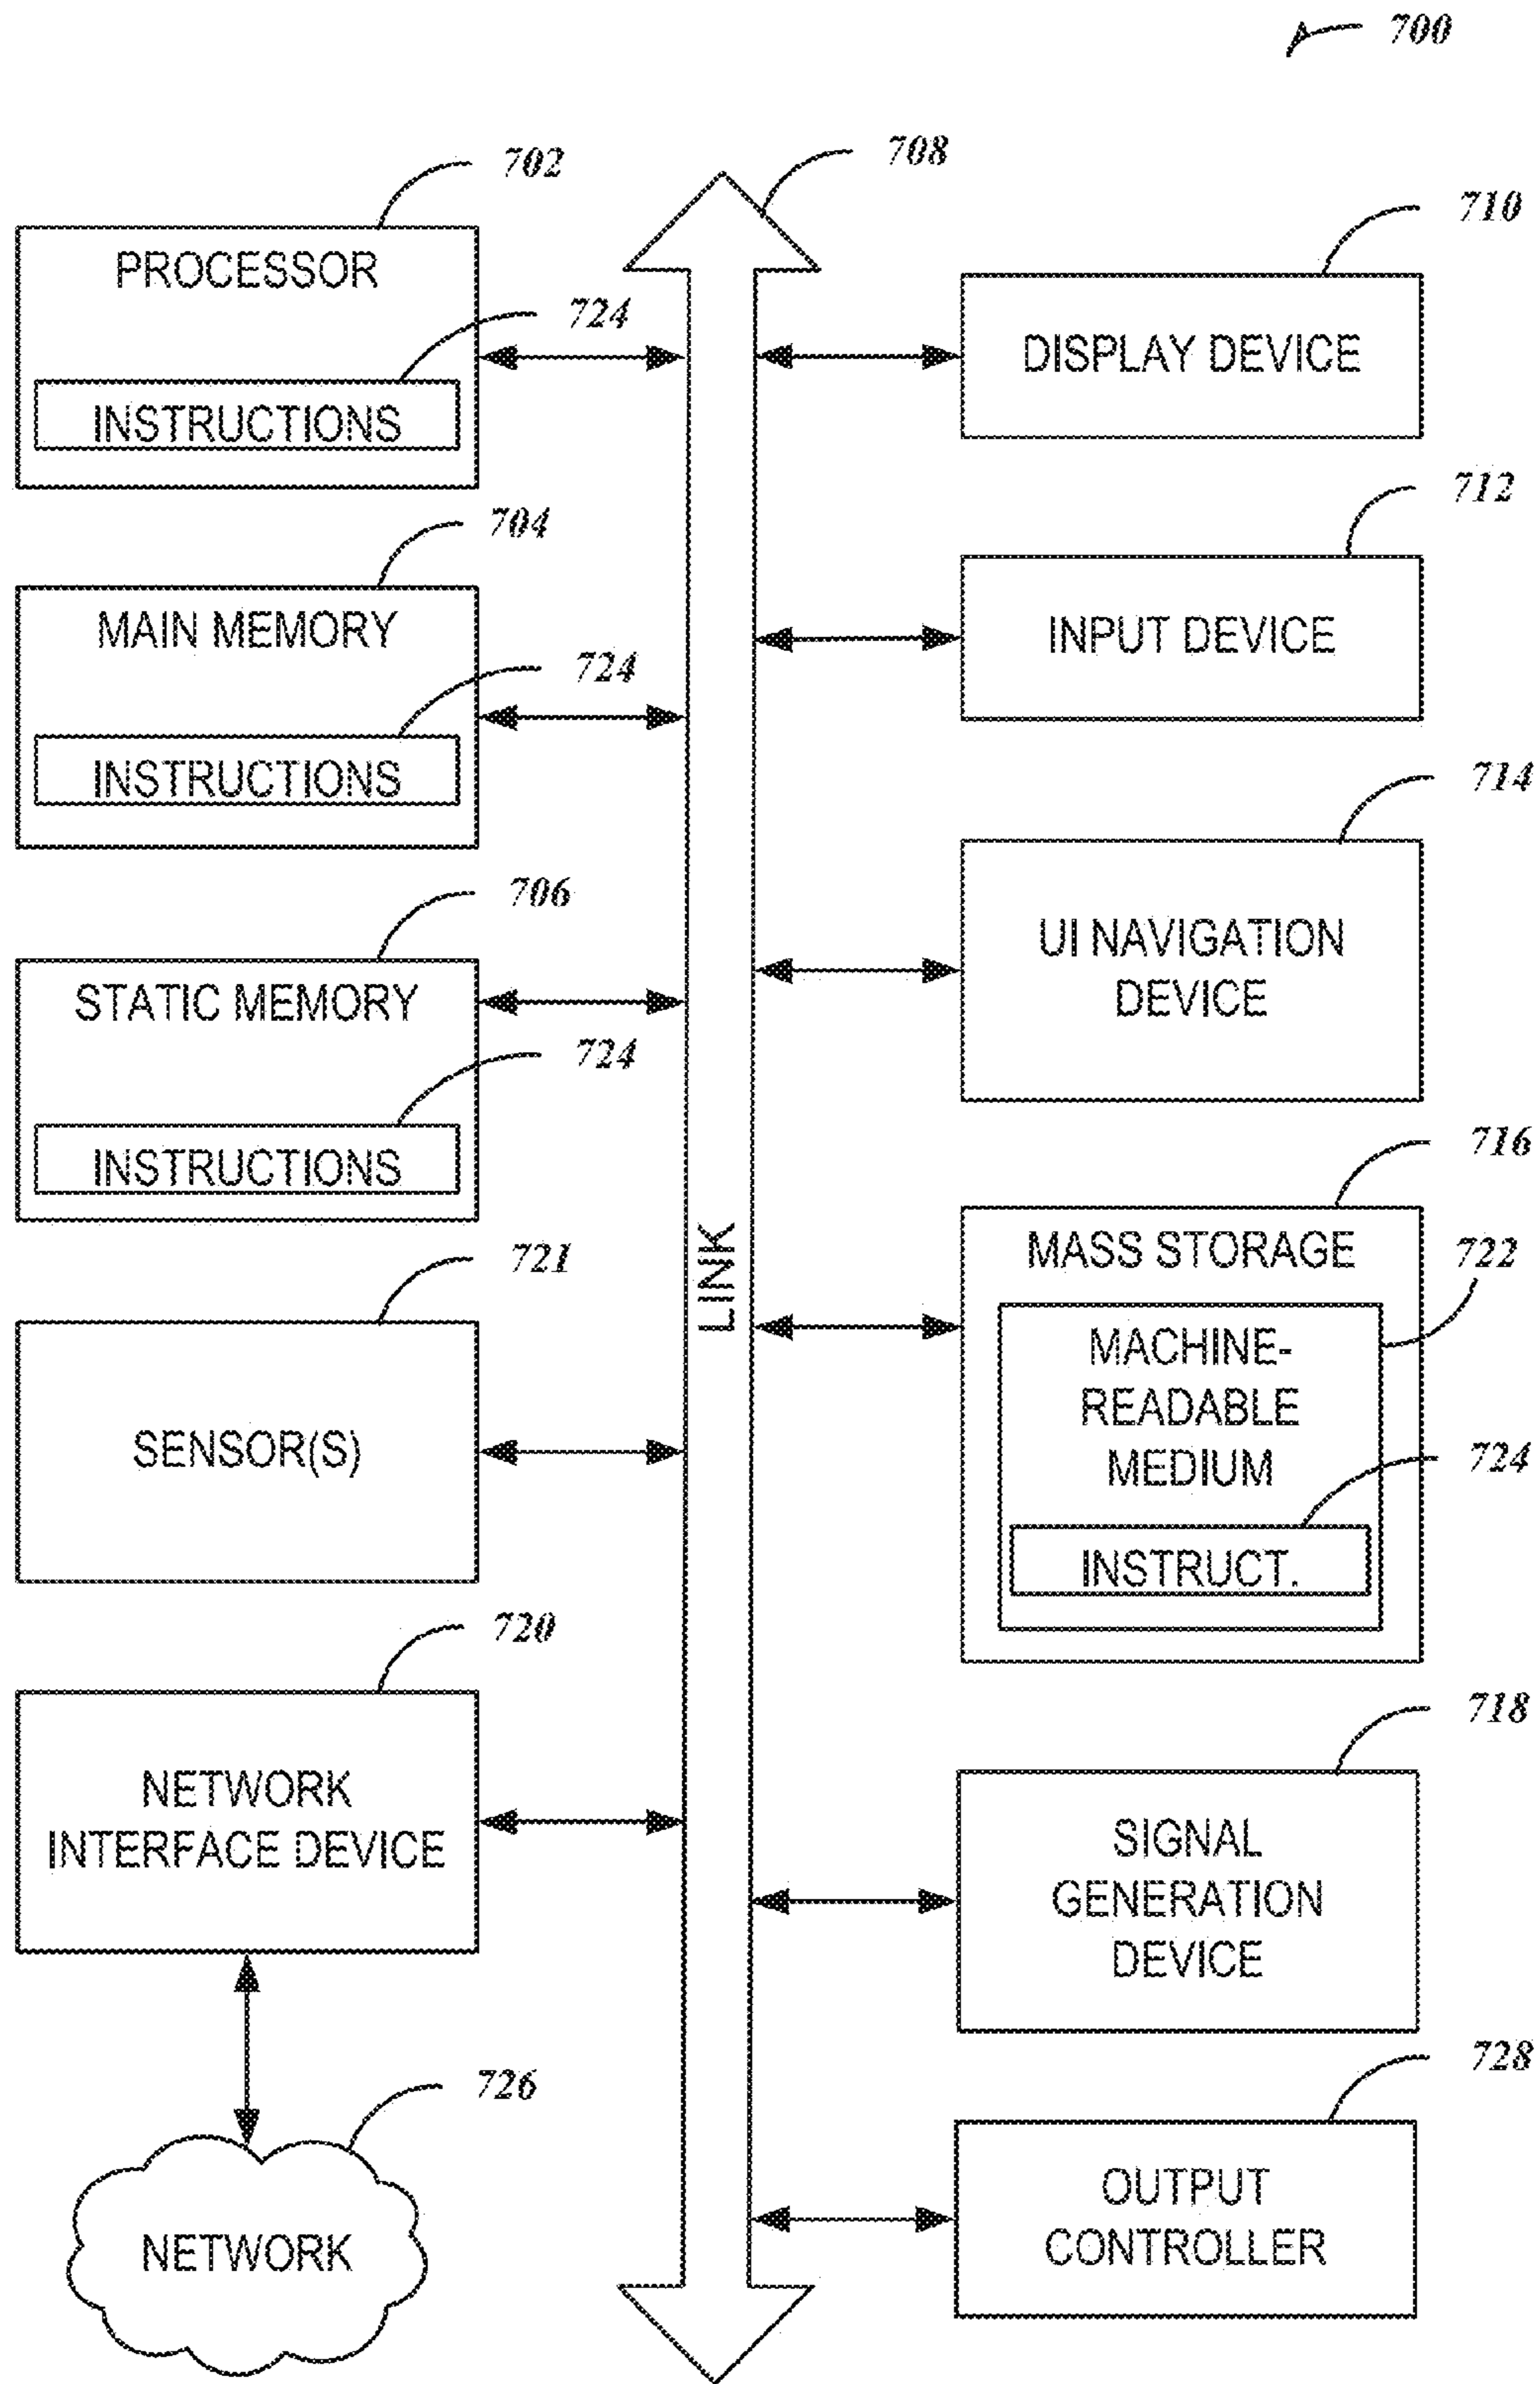 700
702
PROCESSOR
724
INSTRUCTIONS
704
MAIN MEMORY
724
INSTRUCTIONS
706
STATIC MEMORY
724
INSTRUCTIONS
721
SENSOR(S)
720
NETWORK
INTERFACE DEVICE
726
NETWORK
708
LINK
710
DISPLAY DEVICE
712
INPUT DEVICE
714
UI NAVIGATION
DEVICE
716
MASS STORAGE
722
MACHINE-
READABLE
MEDIUM
724
INSTRUCT.
718
SIGNAL
GENERATION
DEVICE
728
OUTPUT
CONTROLLER